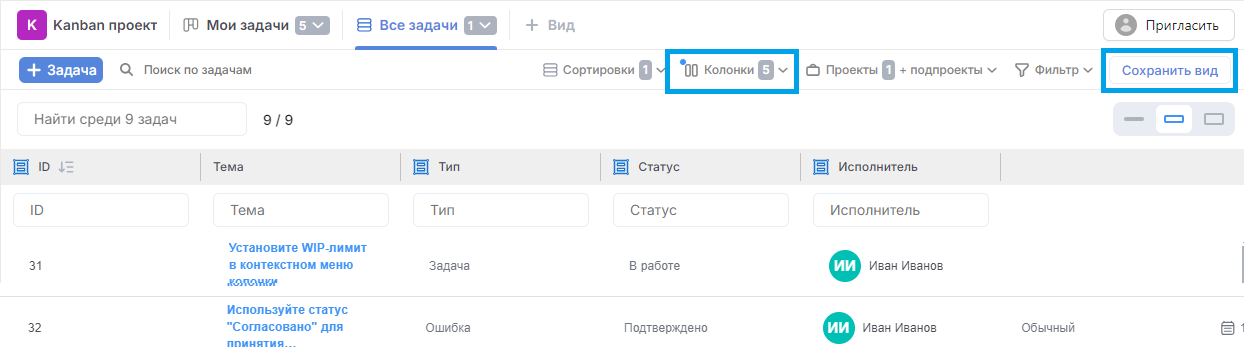 K Kanban проект Мои задачи 5 Все задачи 1 + Вид Пригласить
+ Задача Поиск по задачам Сортировки 1 Колонки 5 Проекты 1 + подпроекты Фильтр Сохранить вид
Найти среди 9 задач 9 / 9
ID Тема Тип Статус Исполнитель
ID Тема Тип Статус Исполнитель
Установите WIP-лимит
31 в контекстном меню Задача В работе ИИ Иван Иванов
колонки
Используйте статус
32 "Согласовано" для Ошибка Подтверждено ИИ Иван Иванов Обычный 1
принятия...